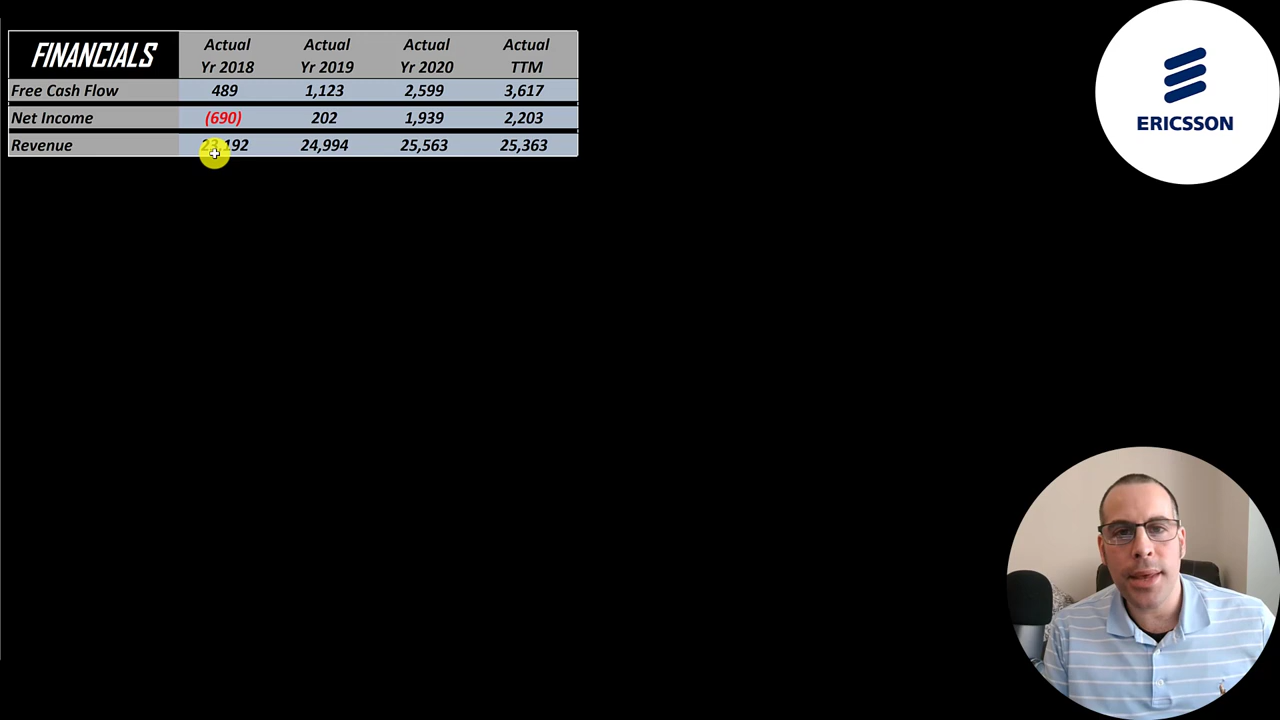 FINANCIALS Actual Actual Actual Actual
Yr 2018 Yr 2019 Yr 2020 TTM
Free Cash Flow 489 1,123 2,599 3,617
Net Income (690) 202 1,939 2,203
Revenue 23,192 24,994 25,563 25,363
ERICSSON